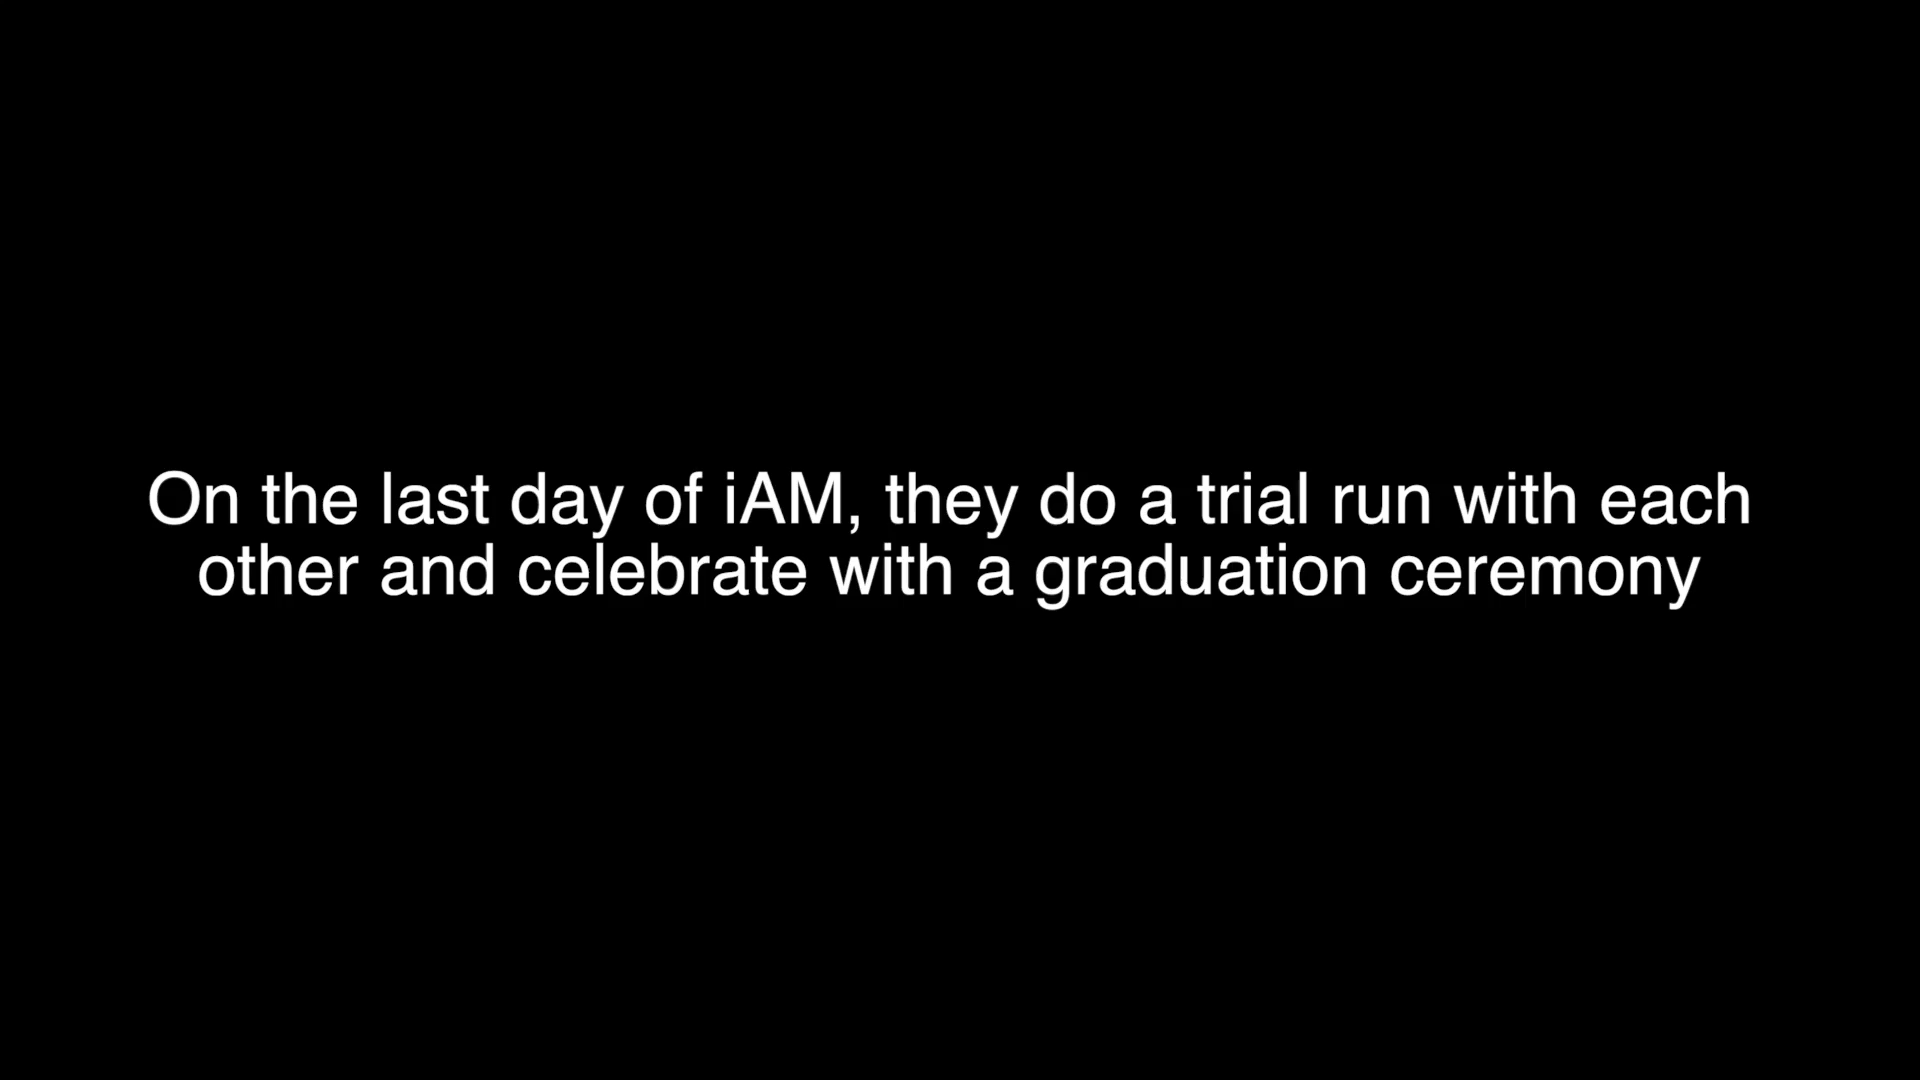 On the last day of iAM, they do a trial run with each
other and celebrate with a graduation ceremony